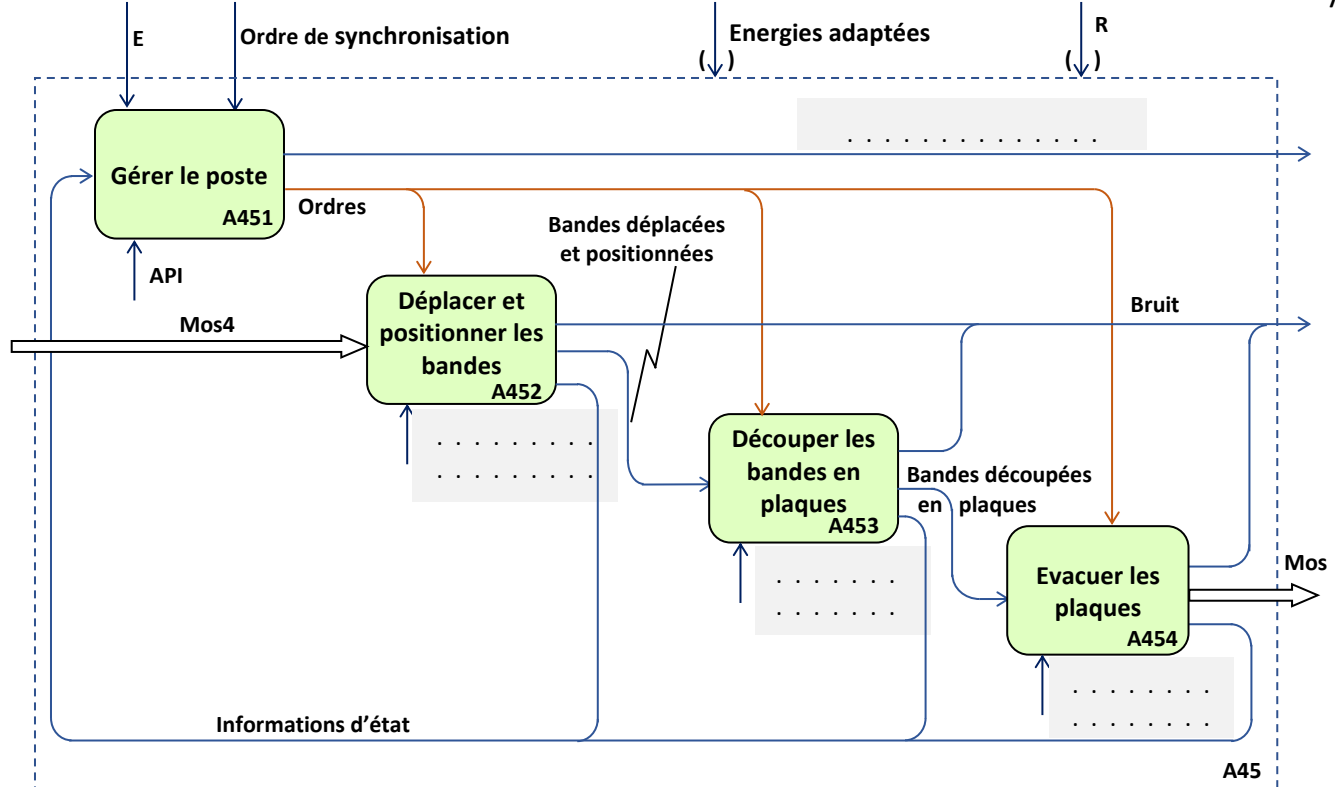 E
Ordre de synchronisation
Energies adaptées
R
( )
( )
. . . . . . . . . . . . . .
Gérer le poste
A451
Ordres
API
Bandes déplacées
et positionnées
Déplacer et
positionner les
bandes
A452
Mos4
Bruit
. . . . . . . . .
. . . . . . . . .
Découper les
bandes en
plaques
A453
Bandes découpées
en plaques
. . . . . . .
. . . . . . .
Evacuer les
plaques
A454
Mos
. . . . . . . .
. . . . . . . .
Informations d’état
A45